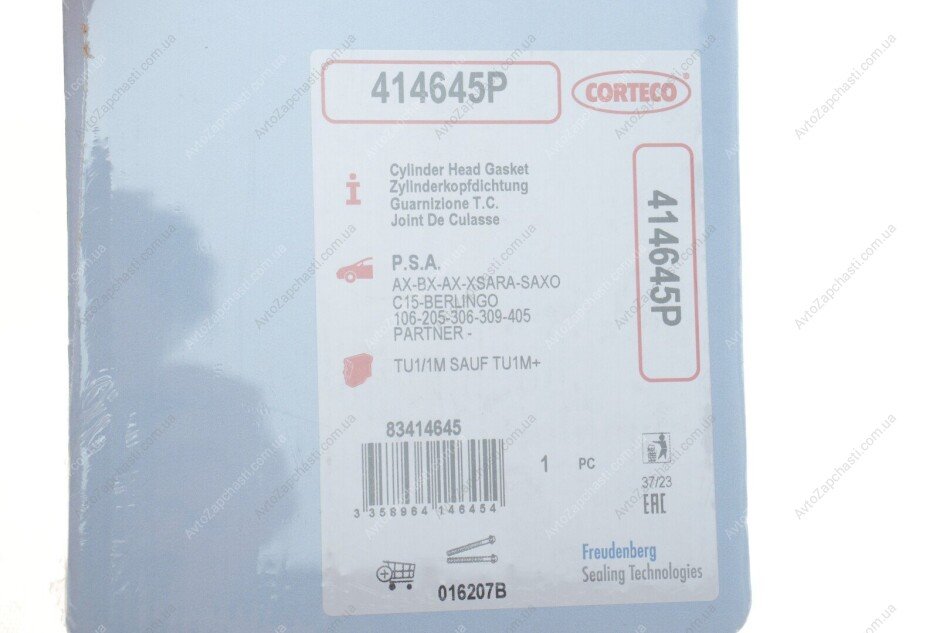 414645P
CORTECO®
Cylinder Head Gasket
Zylinderkopfdichtung
Guarnizione T.C.
Joint De Culasse
414645P
P.S.A.
AX-BX-AX-XSARA-SAXO
C15-BERLINGO
106-205-306-309-405
PARTNER -
TU1/1M SAUF TU1M+
83414645
3 358964 146454
1 PC
37/23
EAC
Freudenberg
Sealing Technologies
016207B
AvtoZapchasti.com.ua